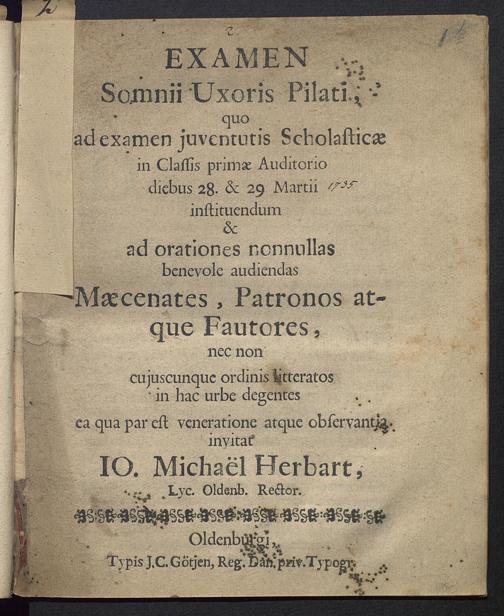 2
2
1b
EXAMEN
Somnii Uxoris Pilati,
quo
ad examen juventutis Scholasticæ
in Classis primæ Auditorio
diebus 28. & 29 Martii 1735
instituendum
&
ad orationes nonnullas
benevole audiendas
Mæcenates, Patronos at-
que Fautores,
nec non
cujuscunque ordinis litteratos
in hac urbe degentes
ea qua par est veneratione atque observantia
invitat
IO. Michaël Herbart,
Lyc. Oldenb. Rector.
Oldenburgi,
Typis J.C. Götjen, Reg. Dan. priv. Typogr.